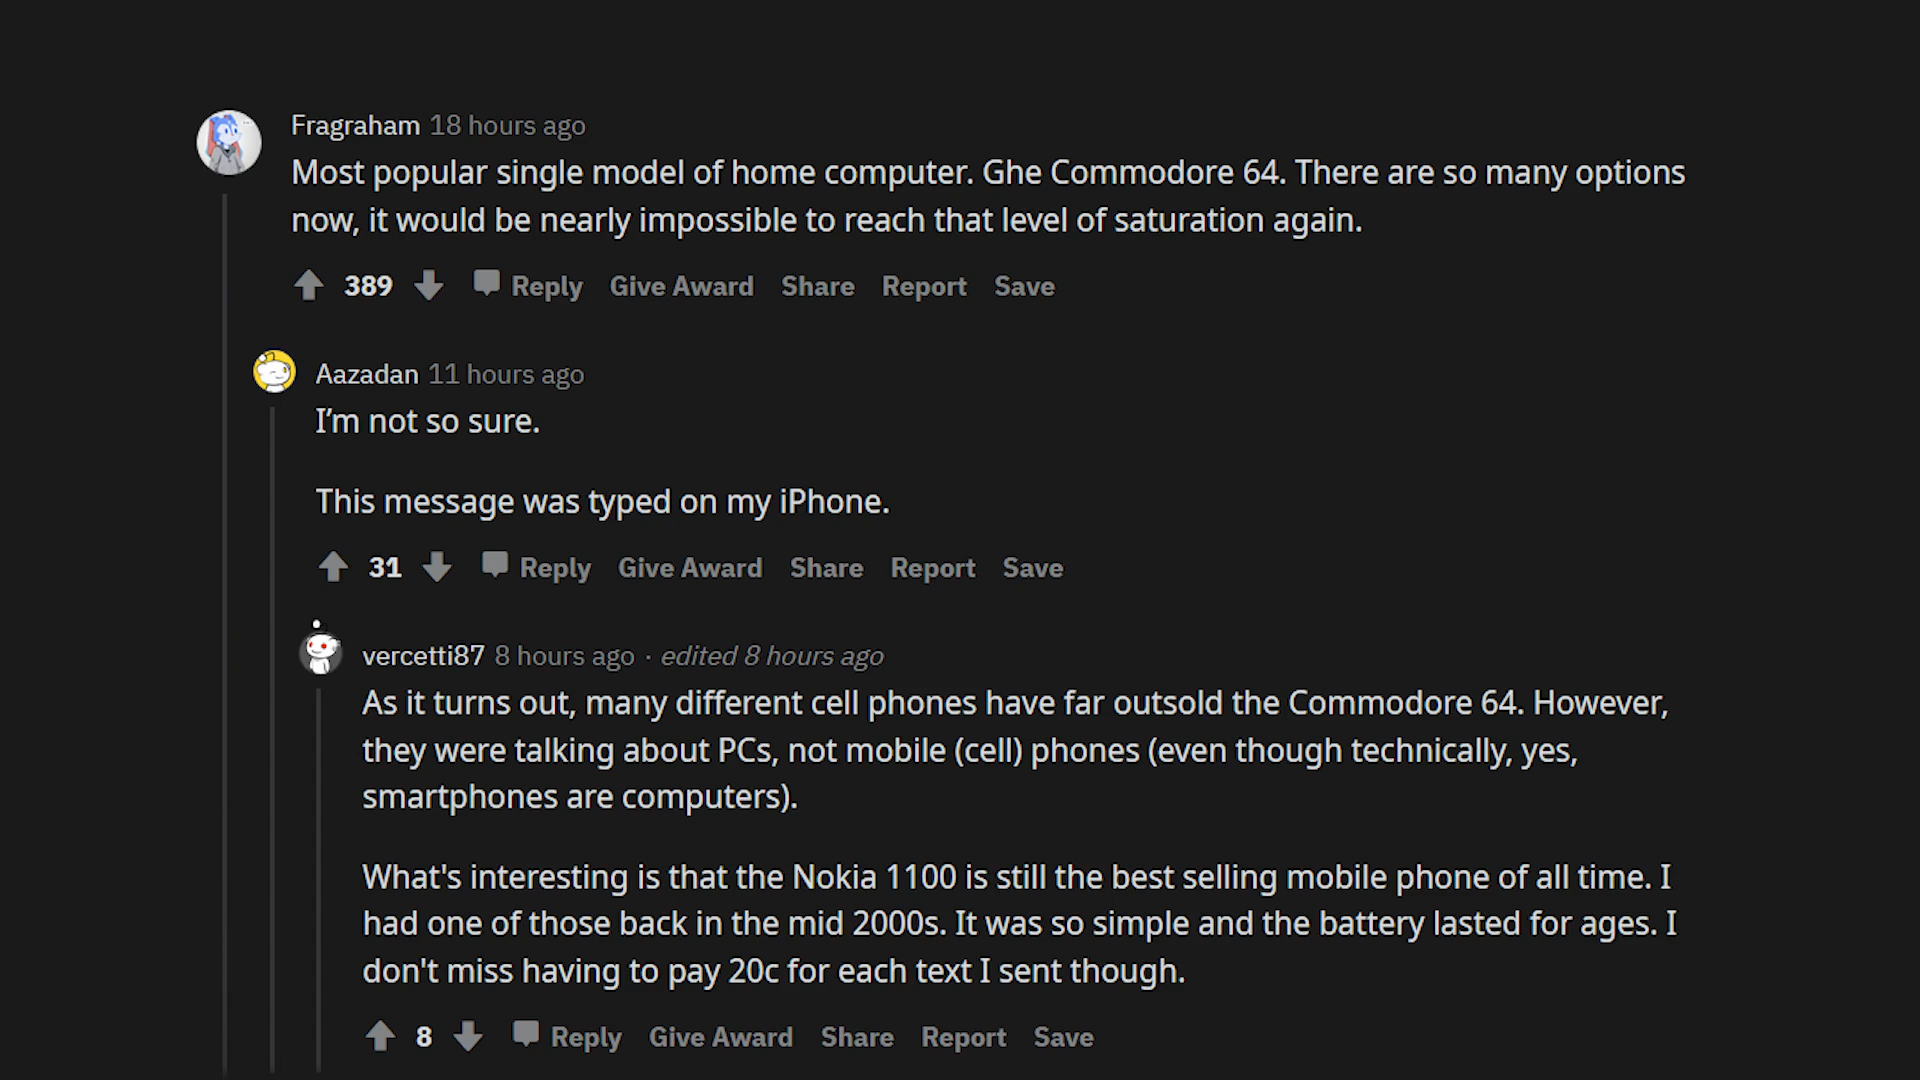 Fragraham 18 hours ago
Most popular single model of home computer. Ghe Commodore 64. There are so many options
now, it would be nearly impossible to reach that level of saturation again.
389 Reply Give Award Share Report Save
Aazadan 11 hours ago
I’m not so sure.
This message was typed on my iPhone.
31 Reply Give Award Share Report Save
vercetti87 8 hours ago · edited 8 hours ago
As it turns out, many different cell phones have far outsold the Commodore 64. However,
they were talking about PCs, not mobile (cell) phones (even though technically, yes,
smartphones are computers).
What's interesting is that the Nokia 1100 is still the best selling mobile phone of all time. I
had one of those back in the mid 2000s. It was so simple and the battery lasted for ages. I
don't miss having to pay 20c for each text I sent though.
8 Reply Give Award Share Report Save